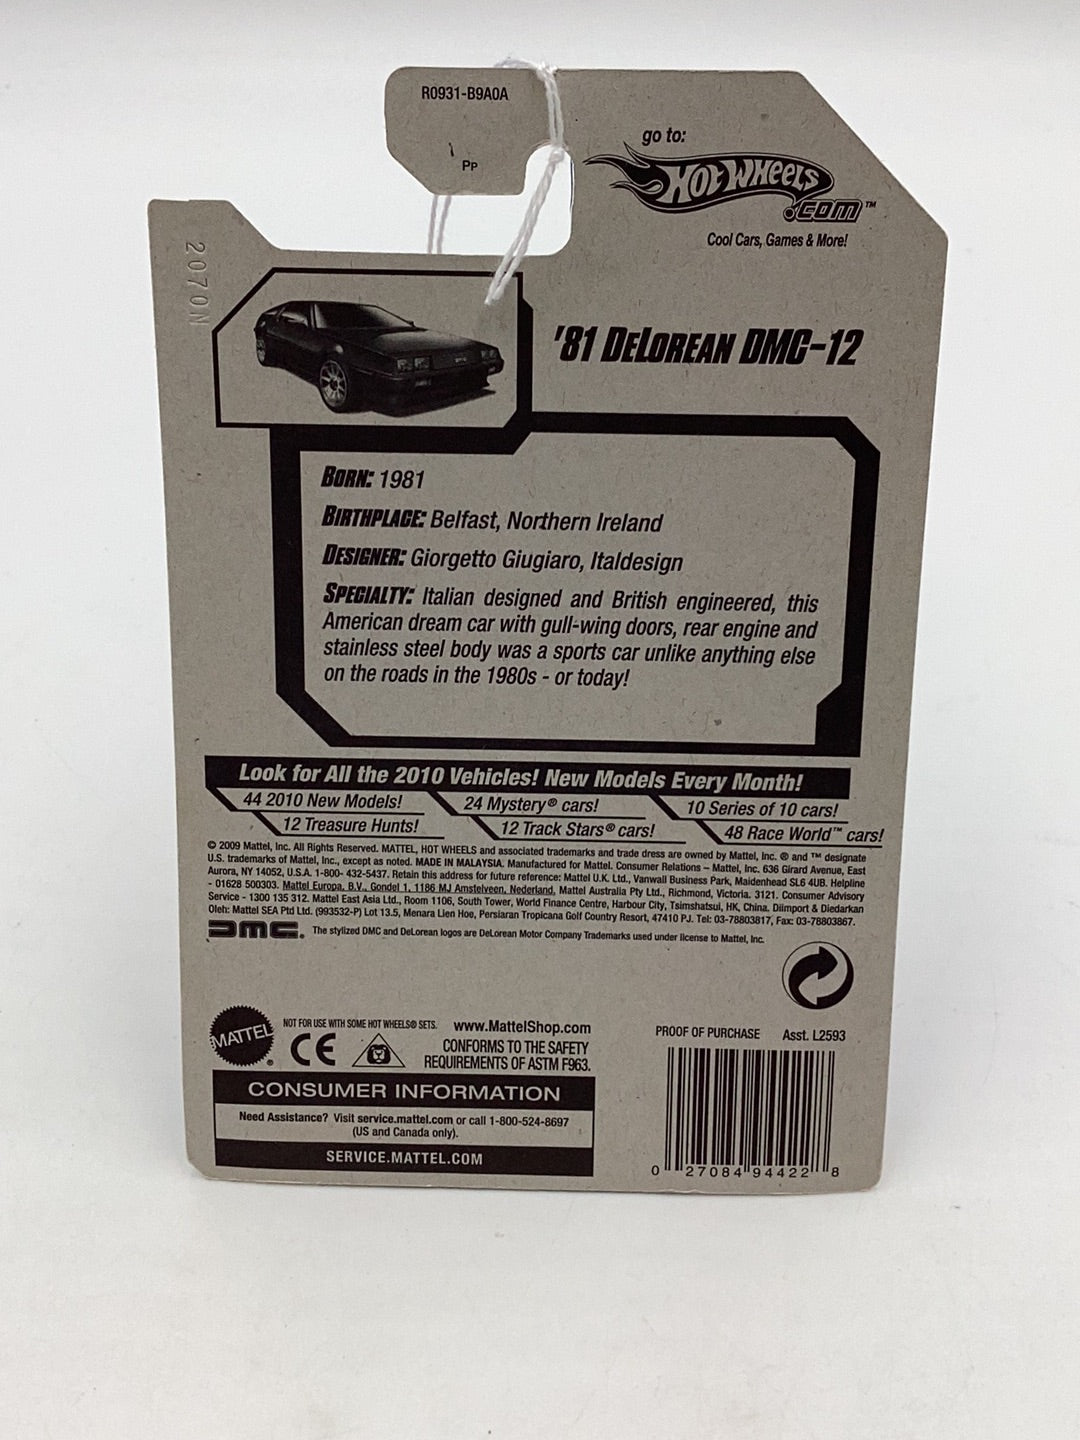 R0931-B9A0A
PP
2070N
go to:
HOT WHEELS
.COM™
Cool Cars, Games & More!
'81 DELOREAN DMC-12
BORN: 1981
BIRTHPLACE: Belfast, Northern Ireland
DESIGNER: Giorgetto Giugiaro, Italdesign
SPECIALTY: Italian designed and British engineered, this
American dream car with gull-wing doors, rear engine and
stainless steel body was a sports car unlike anything else
on the roads in the 1980s - or today!
Look for All the 2010 Vehicles! New Models Every Month!
44 2010 New Models!
24 Mystery® cars!
10 Series of 10 cars!
12 Treasure Hunts!
12 Track Stars® cars!
48 Race World™ cars!
© 2009 Mattel, Inc. All Rights Reserved. MATTEL, HOT WHEELS and associated trademarks and trade dress are owned by Mattel, Inc. ® and ™ designate
U.S. trademarks of Mattel, Inc., except as noted. MADE IN MALAYSIA. Manufactured for Mattel. Consumer Relations – Mattel, Inc. 636 Girard Avenue, East
Aurora, NY 14052, U.S.A. 1-800- 432-5437. Retain this address for future reference: Mattel U.K. Ltd., Vanwall Business Park, Maidenhead SL6 4UB. Helpline
- 01628 500303. Mattel Europa, B.V., Gondel 1, 1186 MJ Amstelveen, Nederland. Mattel Australia Pty Ltd., Richmond, Victoria. 3121. Consumer Advisory
Service - 1300 135 312. Mattel East Asia Ltd., Room 1106, South Tower, World Finance Centre, Harbour City, Tsimshatsui, HK, China. Diimport & Diedarkan
Oleh: Mattel SEA Ptd Ltd. (993532-P) Lot 13.5, Menara Lien Hoe, Persiaran Tropicana Golf Country Resort, 47410 PJ. Tel: 03-78803817, Fax: 03-78803867.
DMC. The stylized DMC and DeLorean logos are DeLorean Motor Company Trademarks used under license to Mattel, Inc.
MATTEL®
NOT FOR USE WITH SOME HOT WHEELS® SETS. www.MattelShop.com
CE
CONFORMS TO THE SAFETY
REQUIREMENTS OF ASTM F963.
CONSUMER INFORMATION
Need Assistance? Visit service.mattel.com or call 1-800-524-8697
(US and Canada only).
SERVICE.MATTEL.COM
PROOF OF PURCHASE Asst. L2593
0 27084 94422 8